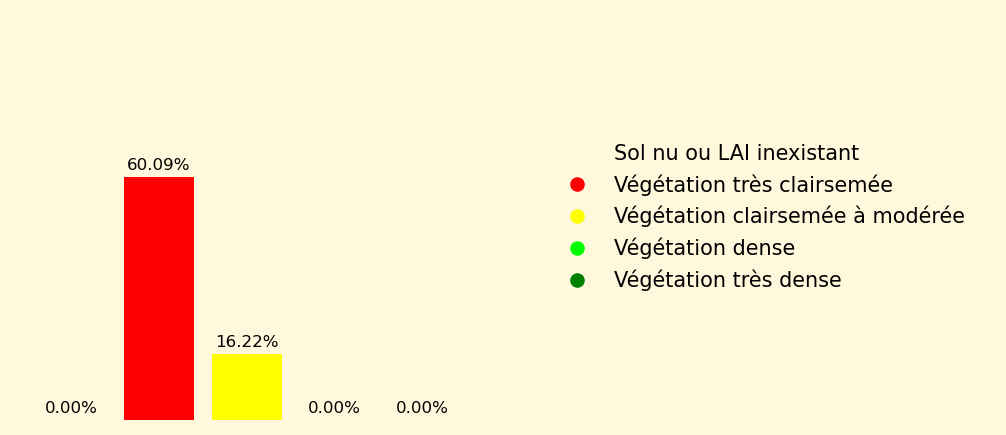 60.09%
16.22%
0.00%
0.00%
0.00%
Sol nu ou LAI inexistant
Végétation très clairsemée
Végétation clairsemée à modérée
Végétation dense
Végétation très dense